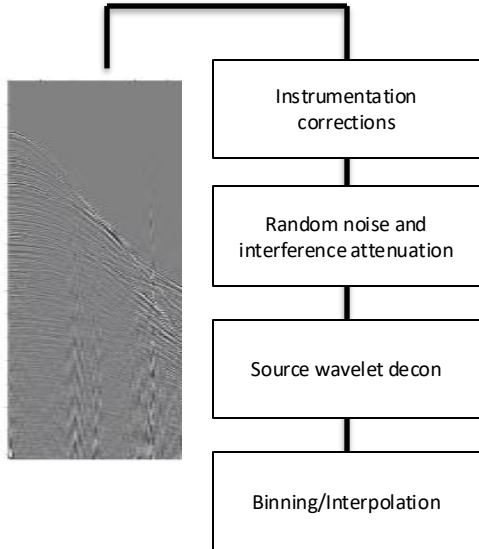 Instrumentation
corrections
Random noise and
interference attenuation
Source wavelet decon
Binning/Interpolation